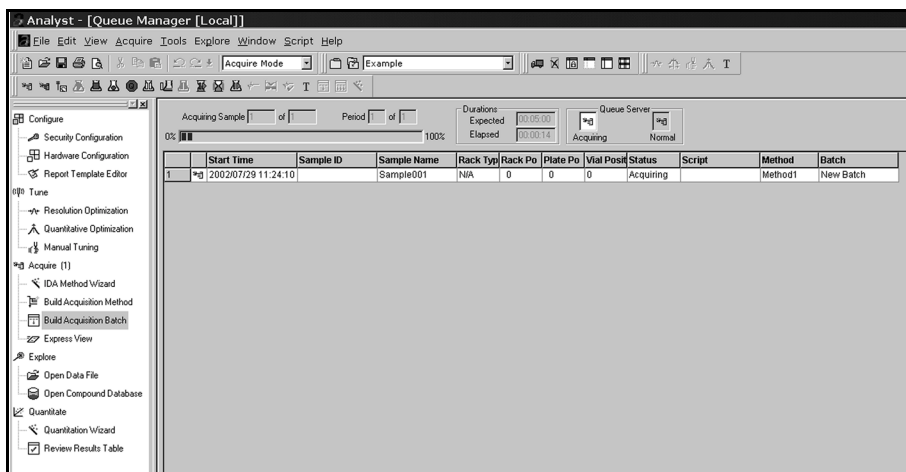 Analyst - [Queue Manager [Local]]
File Edit View Acquire Tools Explore Window Script Help
Acquire Mode Example
Configure
Security Configuration
Hardware Configuration
Report Template Editor
Tune
Resolution Optimization
Quantitative Optimization
Manual Tuning
Acquire (1)
IDA Method Wizard
Build Acquisition Method
Build Acquisition Batch
Express View
Explore
Open Data File
Open Compound Database
Quantitate
Quantitation Wizard
Review Results Table
Acquiring Sample 1 of 1 Period 1 of 1
0% 100%
Durations
Expected 00:05:00
Elapsed 00:00:14
Queue Server
Acquiring Normal
Start Time Sample ID Sample Name Rack Typ Rack Po Plate Po Vial Posit Status Script Method Batch
1 2002/07/29 11:24:10 Sample001 N/A 0 0 0 Acquiring Method1 New Batch